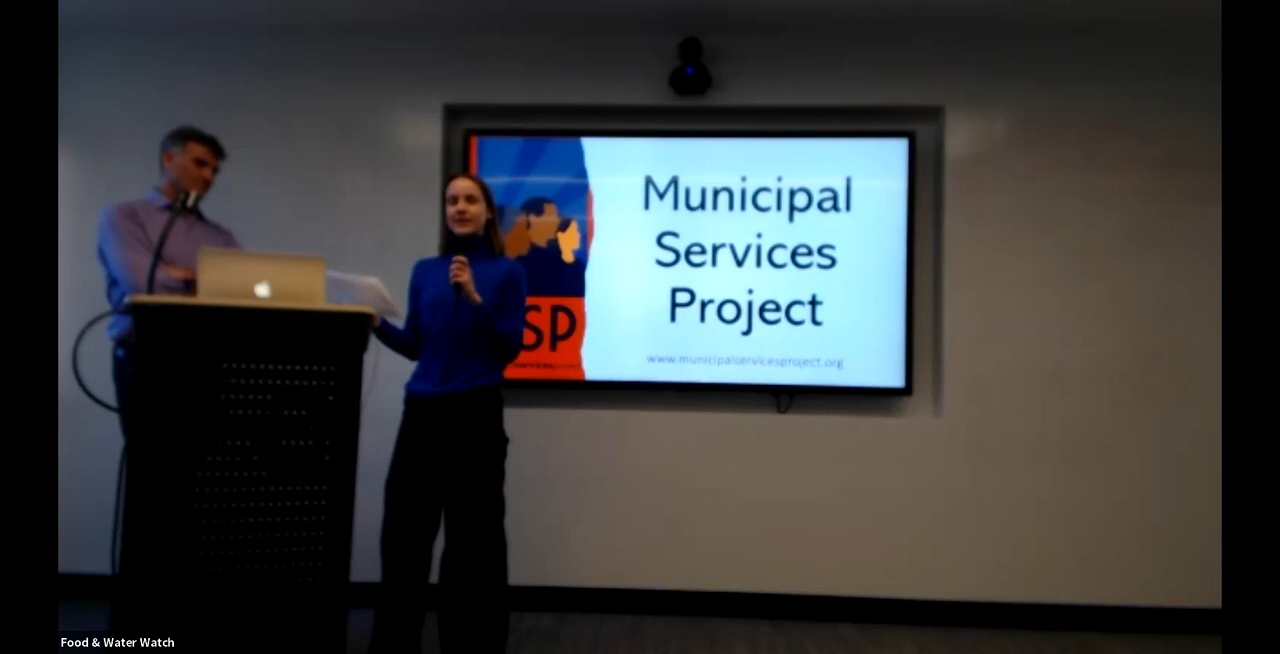 Municipal
Services
Project
www.municipalservicesproject.org
SP
Food & Water Watch